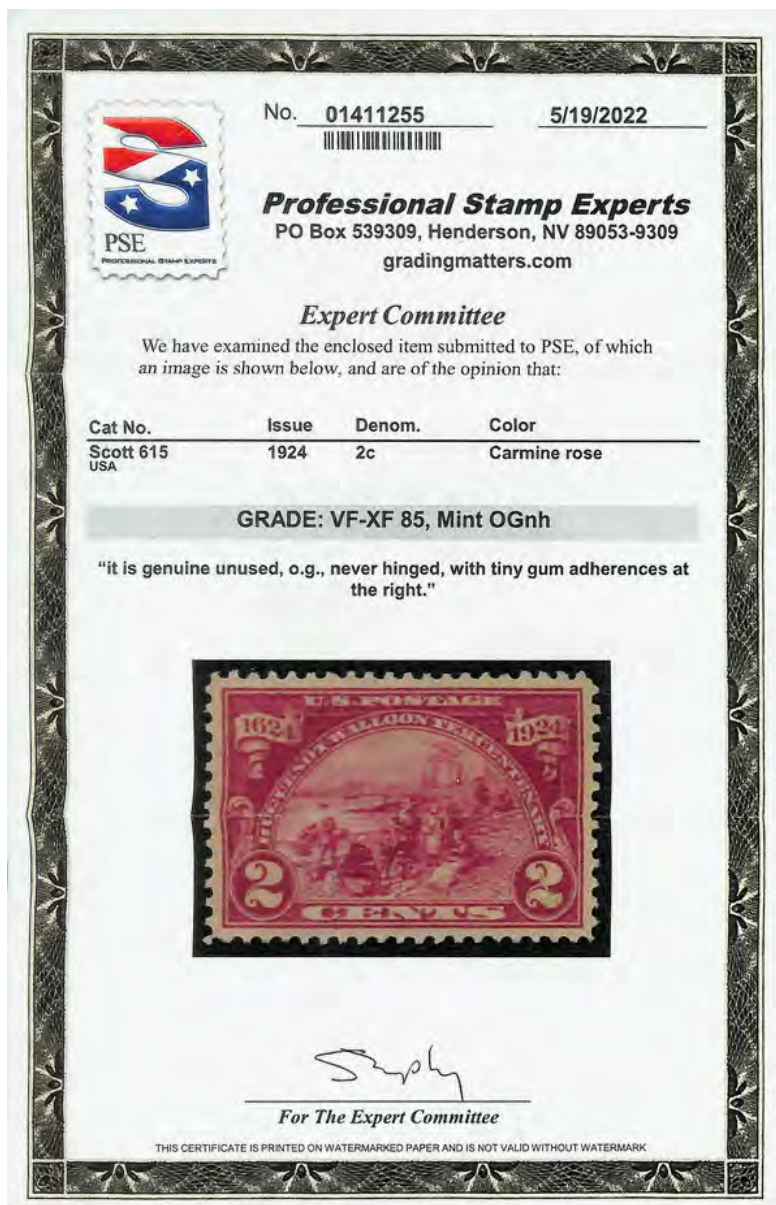 No. 01411255 5/19/2022
PSE
PROFESSIONAL STAMP EXPERTS
Professional Stamp Experts
PO Box 539309, Henderson, NV 89053-9309
gradingmatters.com
Expert Committee
We have examined the enclosed item submitted to PSE, of which
an image is shown below, and are of the opinion that:
Cat No. Issue Denom. Color
Scott 615 1924 2c Carmine rose
USA
GRADE: VF-XF 85, Mint OGnh
“it is genuine unused, o.g., never hinged, with tiny gum adherences at
the right.”
U.S. POSTAGE
1624 1924
HUGUENOT WALLOON TERCENTENARY
2 2
CENTS
For The Expert Committee
THIS CERTIFICATE IS PRINTED ON WATERMARKED PAPER AND IS NOT VALID WITHOUT WATERMARK